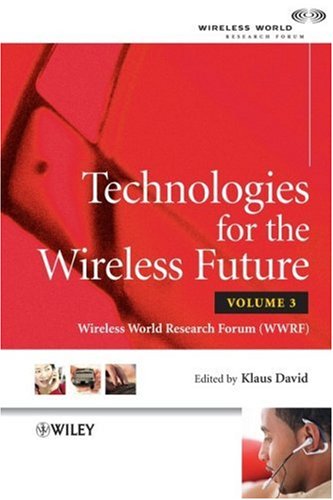 WIRELESS WORLD
RESEARCH FORUM
Technologies
for the
Wireless Future
VOLUME 3
Wireless World Research Forum (WWRF)
Edited by Klaus David
WILEY